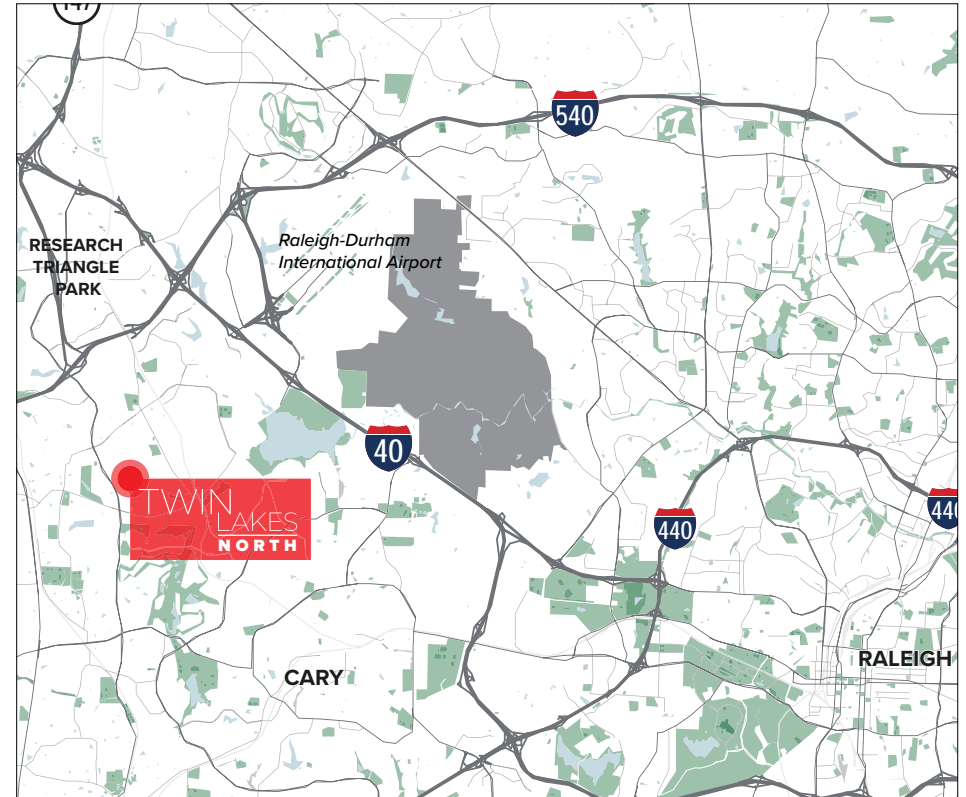 147
540
Raleigh-Durham
International Airport
RESEARCH
TRIANGLE
PARK
40
TWIN
LAKES
NORTH
440
440
CARY
RALEIGH